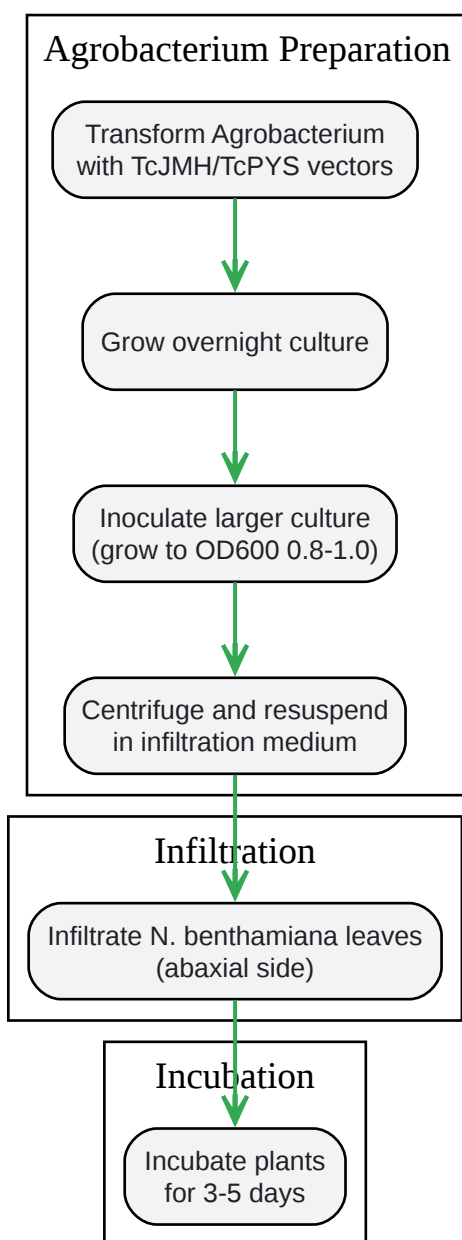 Agrobacterium Preparation
Transform Agrobacterium
with TcJMH/TcPYS vectors
Grow overnight culture
Inoculate larger culture
(grow to OD600 0.8-1.0)
Centrifuge and resuspend
in infiltration medium
Infiltration
Infiltrate N. benthamiana leaves
(abaxial side)
Incubation
Incubate plants
for 3-5 days